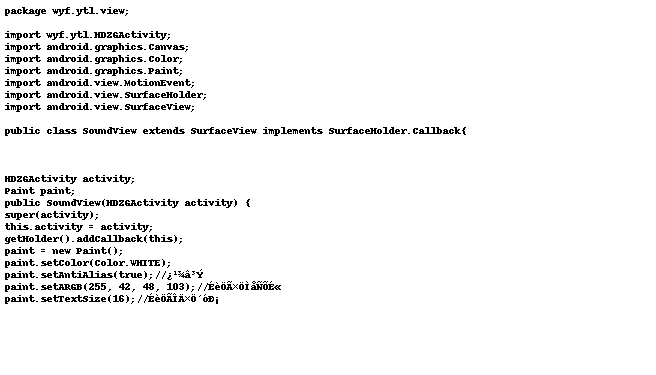 package wyf.ytl.view;
import wyf.ytl.HDZGActivity;
import android.graphics.Canvas;
import android.graphics.Color;
import android.graphics.Paint;
import android.view.MotionEvent;
import android.view.SurfaceHolder;
import android.view.SurfaceView;
public class SoundView extends SurfaceView implements SurfaceHolder.Callback{
HDZGActivity activity;
Paint paint;
public SoundView(HDZGActivity activity) {
super(activity);
this.activity = activity;
getHolder().addCallback(this);
paint = new Paint();
paint.setColor(Color.WHITE);
paint.setAntiAlias(true);//¿¹¾â³Ý
paint.setARGB(255, 42, 48, 103);//ÉèÖÃ×ÖÌåÑÕÉ«
paint.setTextSize(16);//ÉèÖÃÎÄ×Ö´óÐ¡